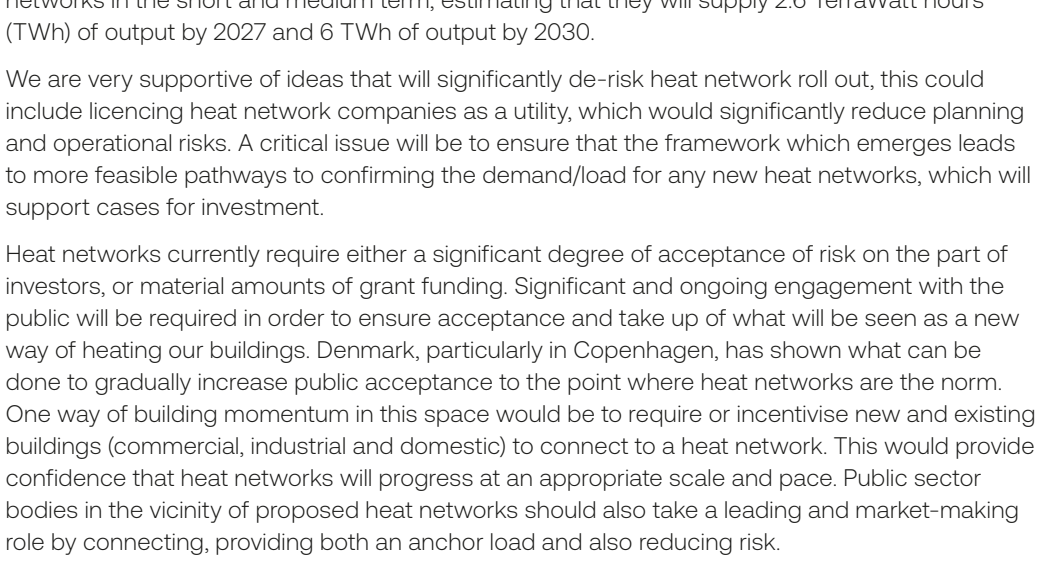 networks in the short and medium term, estimating that they will supply 2.6 TerraWatt hours
(TWh) of output by 2027 and 6 TWh of output by 2030.
We are very supportive of ideas that will significantly de-risk heat network roll out, this could
include licencing heat network companies as a utility, which would significantly reduce planning
and operational risks. A critical issue will be to ensure that the framework which emerges leads
to more feasible pathways to confirming the demand/load for any new heat networks, which will
support cases for investment.
Heat networks currently require either a significant degree of acceptance of risk on the part of
investors, or material amounts of grant funding. Significant and ongoing engagement with the
public will be required in order to ensure acceptance and take up of what will be seen as a new
way of heating our buildings. Denmark, particularly in Copenhagen, has shown what can be
done to gradually increase public acceptance to the point where heat networks are the norm.
One way of building momentum in this space would be to require or incentivise new and existing
buildings (commercial, industrial and domestic) to connect to a heat network. This would provide
confidence that heat networks will progress at an appropriate scale and pace. Public sector
bodies in the vicinity of proposed heat networks should also take a leading and market-making
role by connecting, providing both an anchor load and also reducing risk.